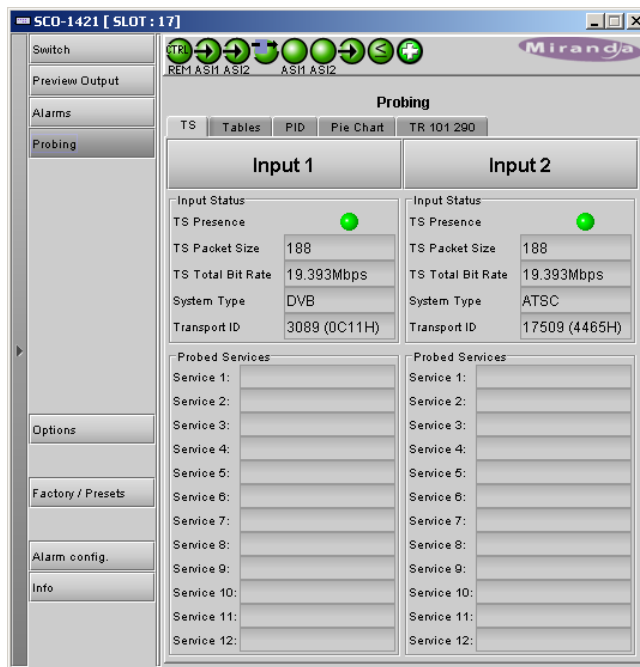 SCO-1421 [ SLOT : 17]
Switch
Preview Output
Alarms
Probing
Options
Factory / Presets
Alarm config.
Info
CTRL
REM ASI1 ASI2 ASI1 ASI2
Miranda
Probing
TS Tables PID Pie Chart TR 101 290
Input 1
Input Status
TS Presence
TS Packet Size 188
TS Total Bit Rate 19.393Mbps
System Type DVB
Transport ID 3089 (0C11H)
Probed Services
Service 1:
Service 2:
Service 3:
Service 4:
Service 5:
Service 6:
Service 7:
Service 8:
Service 9:
Service 10:
Service 11:
Service 12:
Input 2
Input Status
TS Presence
TS Packet Size 188
TS Total Bit Rate 19.393Mbps
System Type ATSC
Transport ID 17509 (4465H)
Probed Services
Service 1:
Service 2:
Service 3:
Service 4:
Service 5:
Service 6:
Service 7:
Service 8:
Service 9:
Service 10:
Service 11:
Service 12: